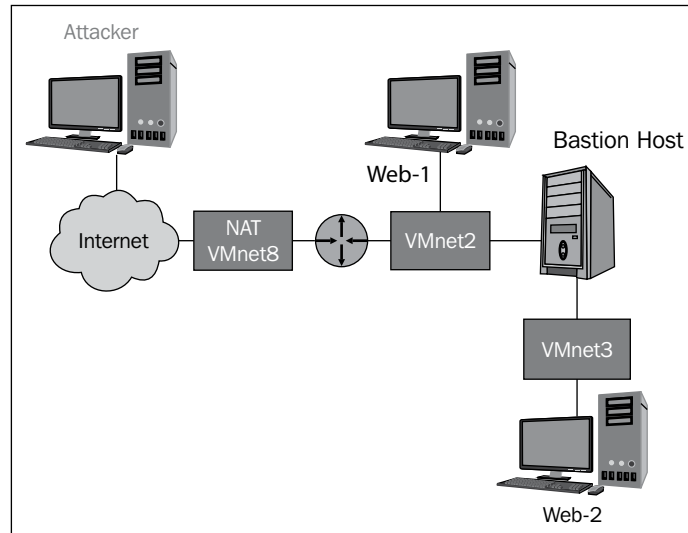 Attacker
Web-1
Bastion Host
Internet
NAT
VMnet8
VMnet2
VMnet3
Web-2